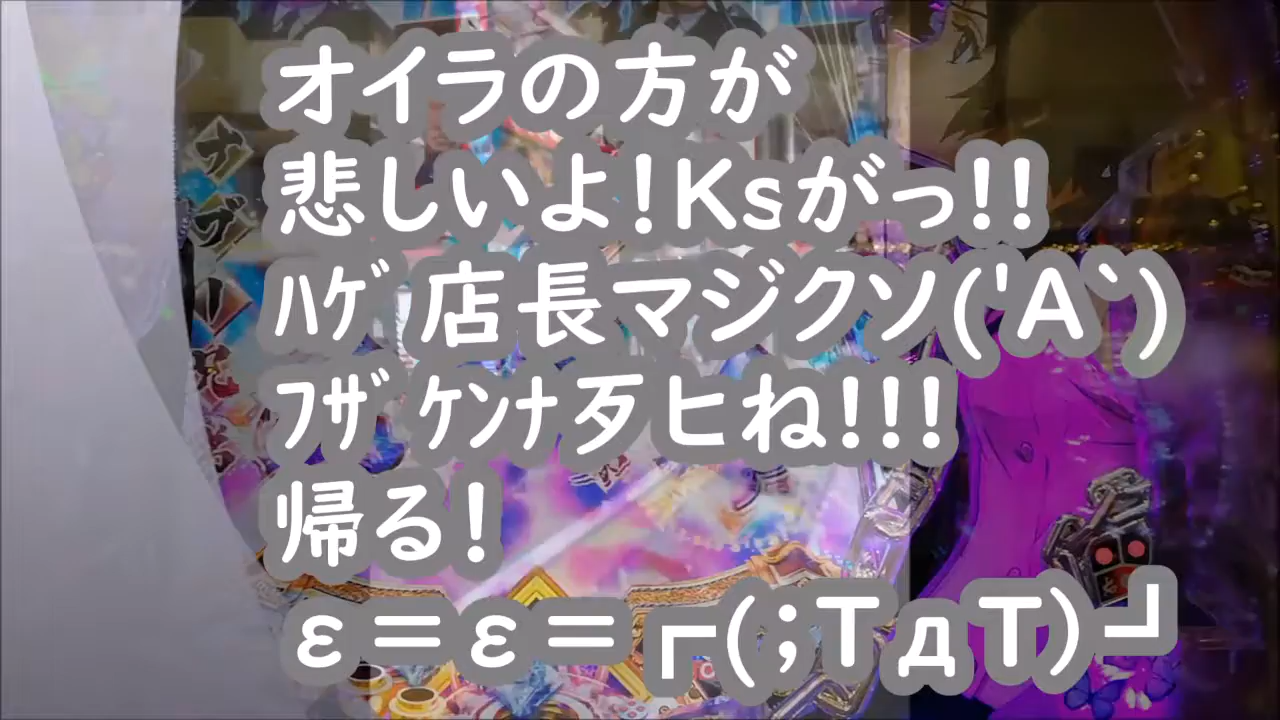 オイラの方が
悲しいよ!Ksがっ!!
ﾊｹﾞ店長マジクソ('A`)
ﾌｻﾞｹﾝﾅ歹ヒね!!!
帰る!
ε＝ε＝┏(;TдT)┛